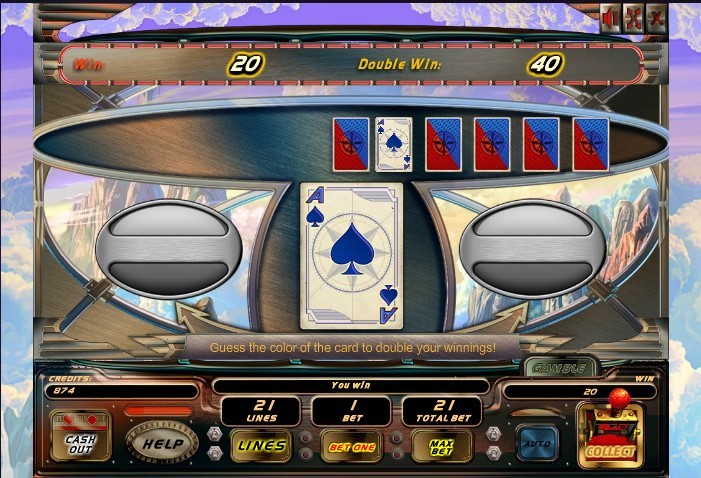 Win:
20
Double Win:
40
A
A
A
A
Guess the color of the card to double your winnings!
GAMBLE
CREDITS:
874
You win
WIN
20
21
LINES
1
BET
21
TOTAL BET
CASH
OUT
HELP
LINES
BET ONE
MAX
BET
AUTO
COLLECT